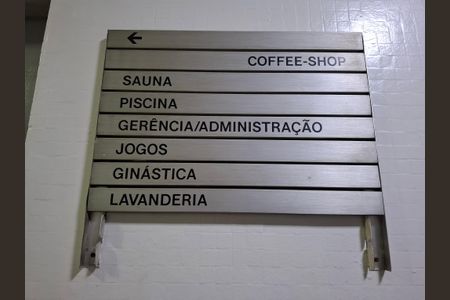 ←
COFFEE-SHOP
SAUNA
PISCINA
GERÊNCIA/ADMINISTRAÇÃO
JOGOS
GINÁSTICA
LAVANDERIA